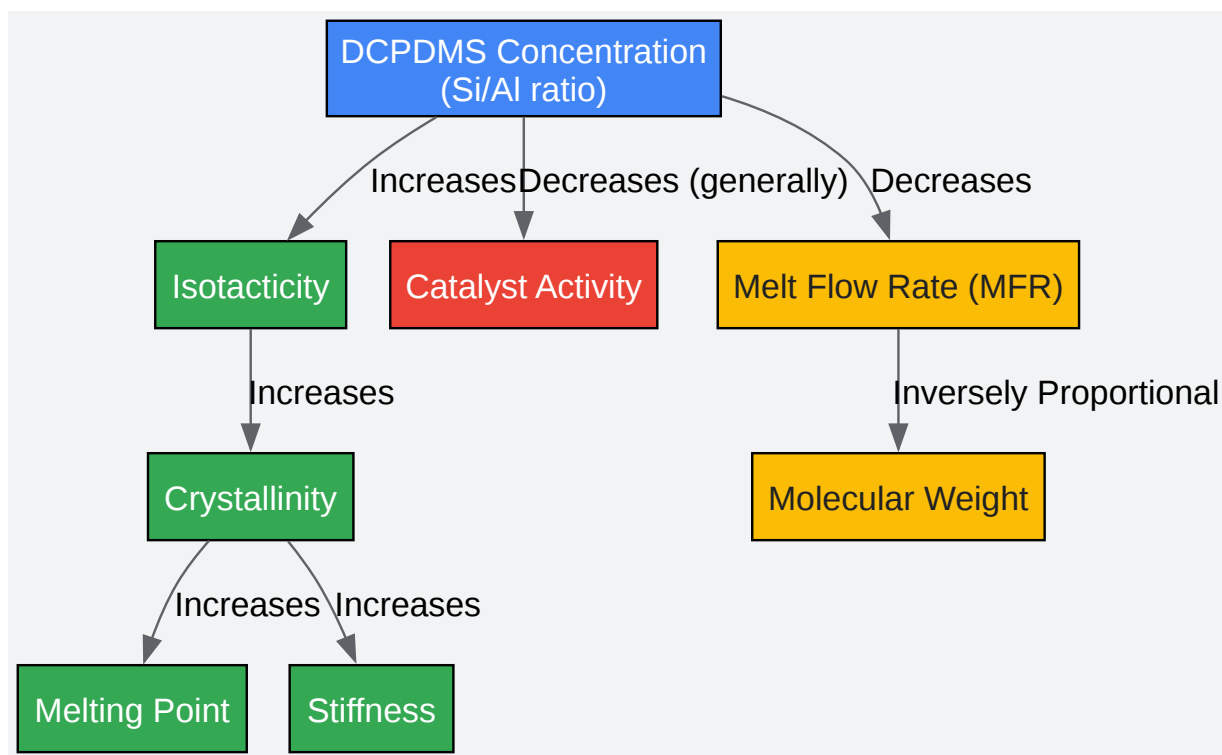 DCPDMS Concentration
(Si/Al ratio)
Increases
Decreases (generally)
Decreases
Isotacticity
Catalyst Activity
Melt Flow Rate (MFR)
Increases
Inversely Proportional
Crystallinity
Molecular Weight
Increases
Increases
Melting Point
Stiffness